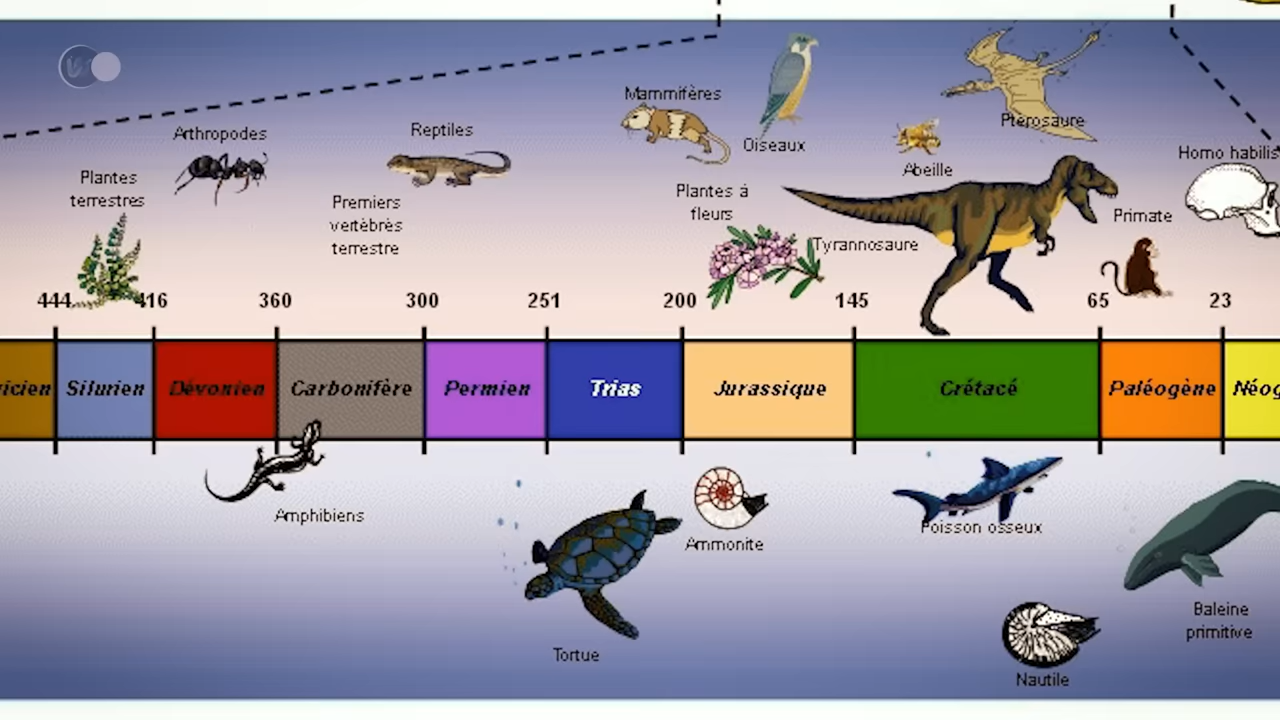 Mammifères
Ptérosaure
Arthropodes
Reptiles
Oiseaux
Homo habilis
Abeille
Plantes
terrestres
Plantes à
fleurs
Premiers
vertèbrès
terrestre
Primate
Tyrannosaure
444
416
360
300
251
200
145
65
23
Silurien
Dévonien
Carbonifère
Permien
Trias
Jurassique
Crétacé
Paléogène
Néog
Amphibiens
Ammonite
Poisson osseux
Baleine
primitive
Tortue
Nautile